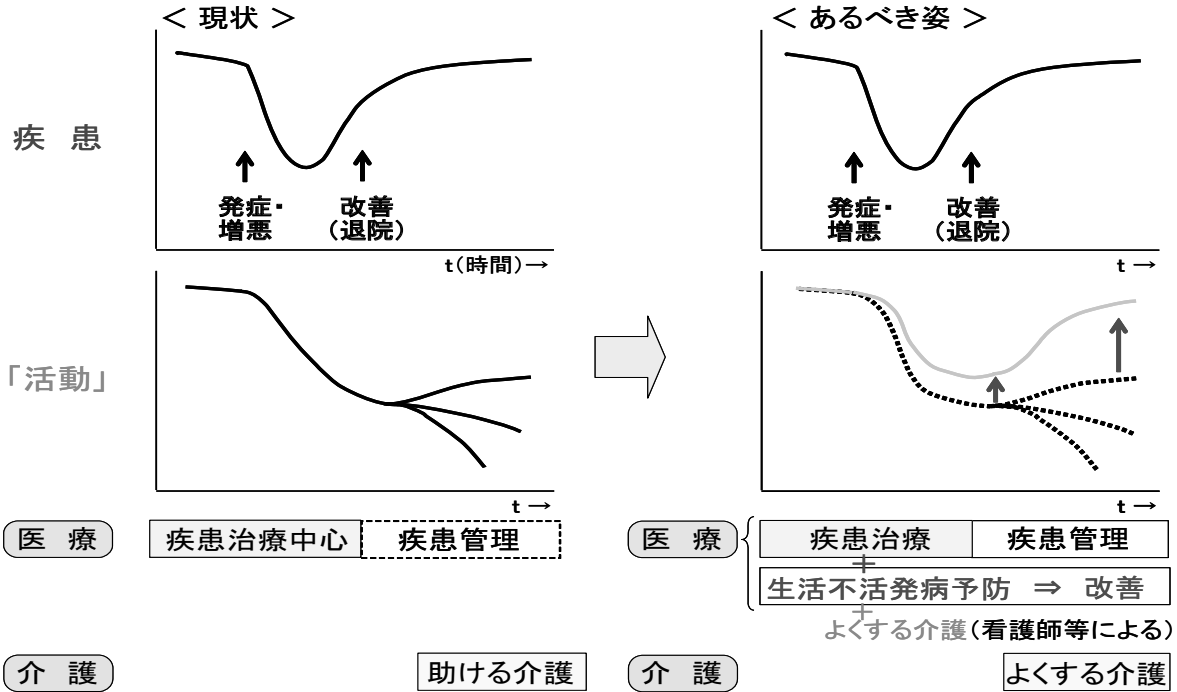 ＜ 現状 ＞
＜ あるべき姿 ＞
疾 患
発症・
増悪
改善
（退院）
t（時間）→
発症・
増悪
改善
（退院）
t →
「活動」
t →
t →
医 療
疾患治療中心
疾患管理
医 療
疾患治療
疾患管理
＋
生活不活発病予防 ⇒ 改善
＋
よくする介護（看護師等による）
介 護
助ける介護
介 護
よくする介護